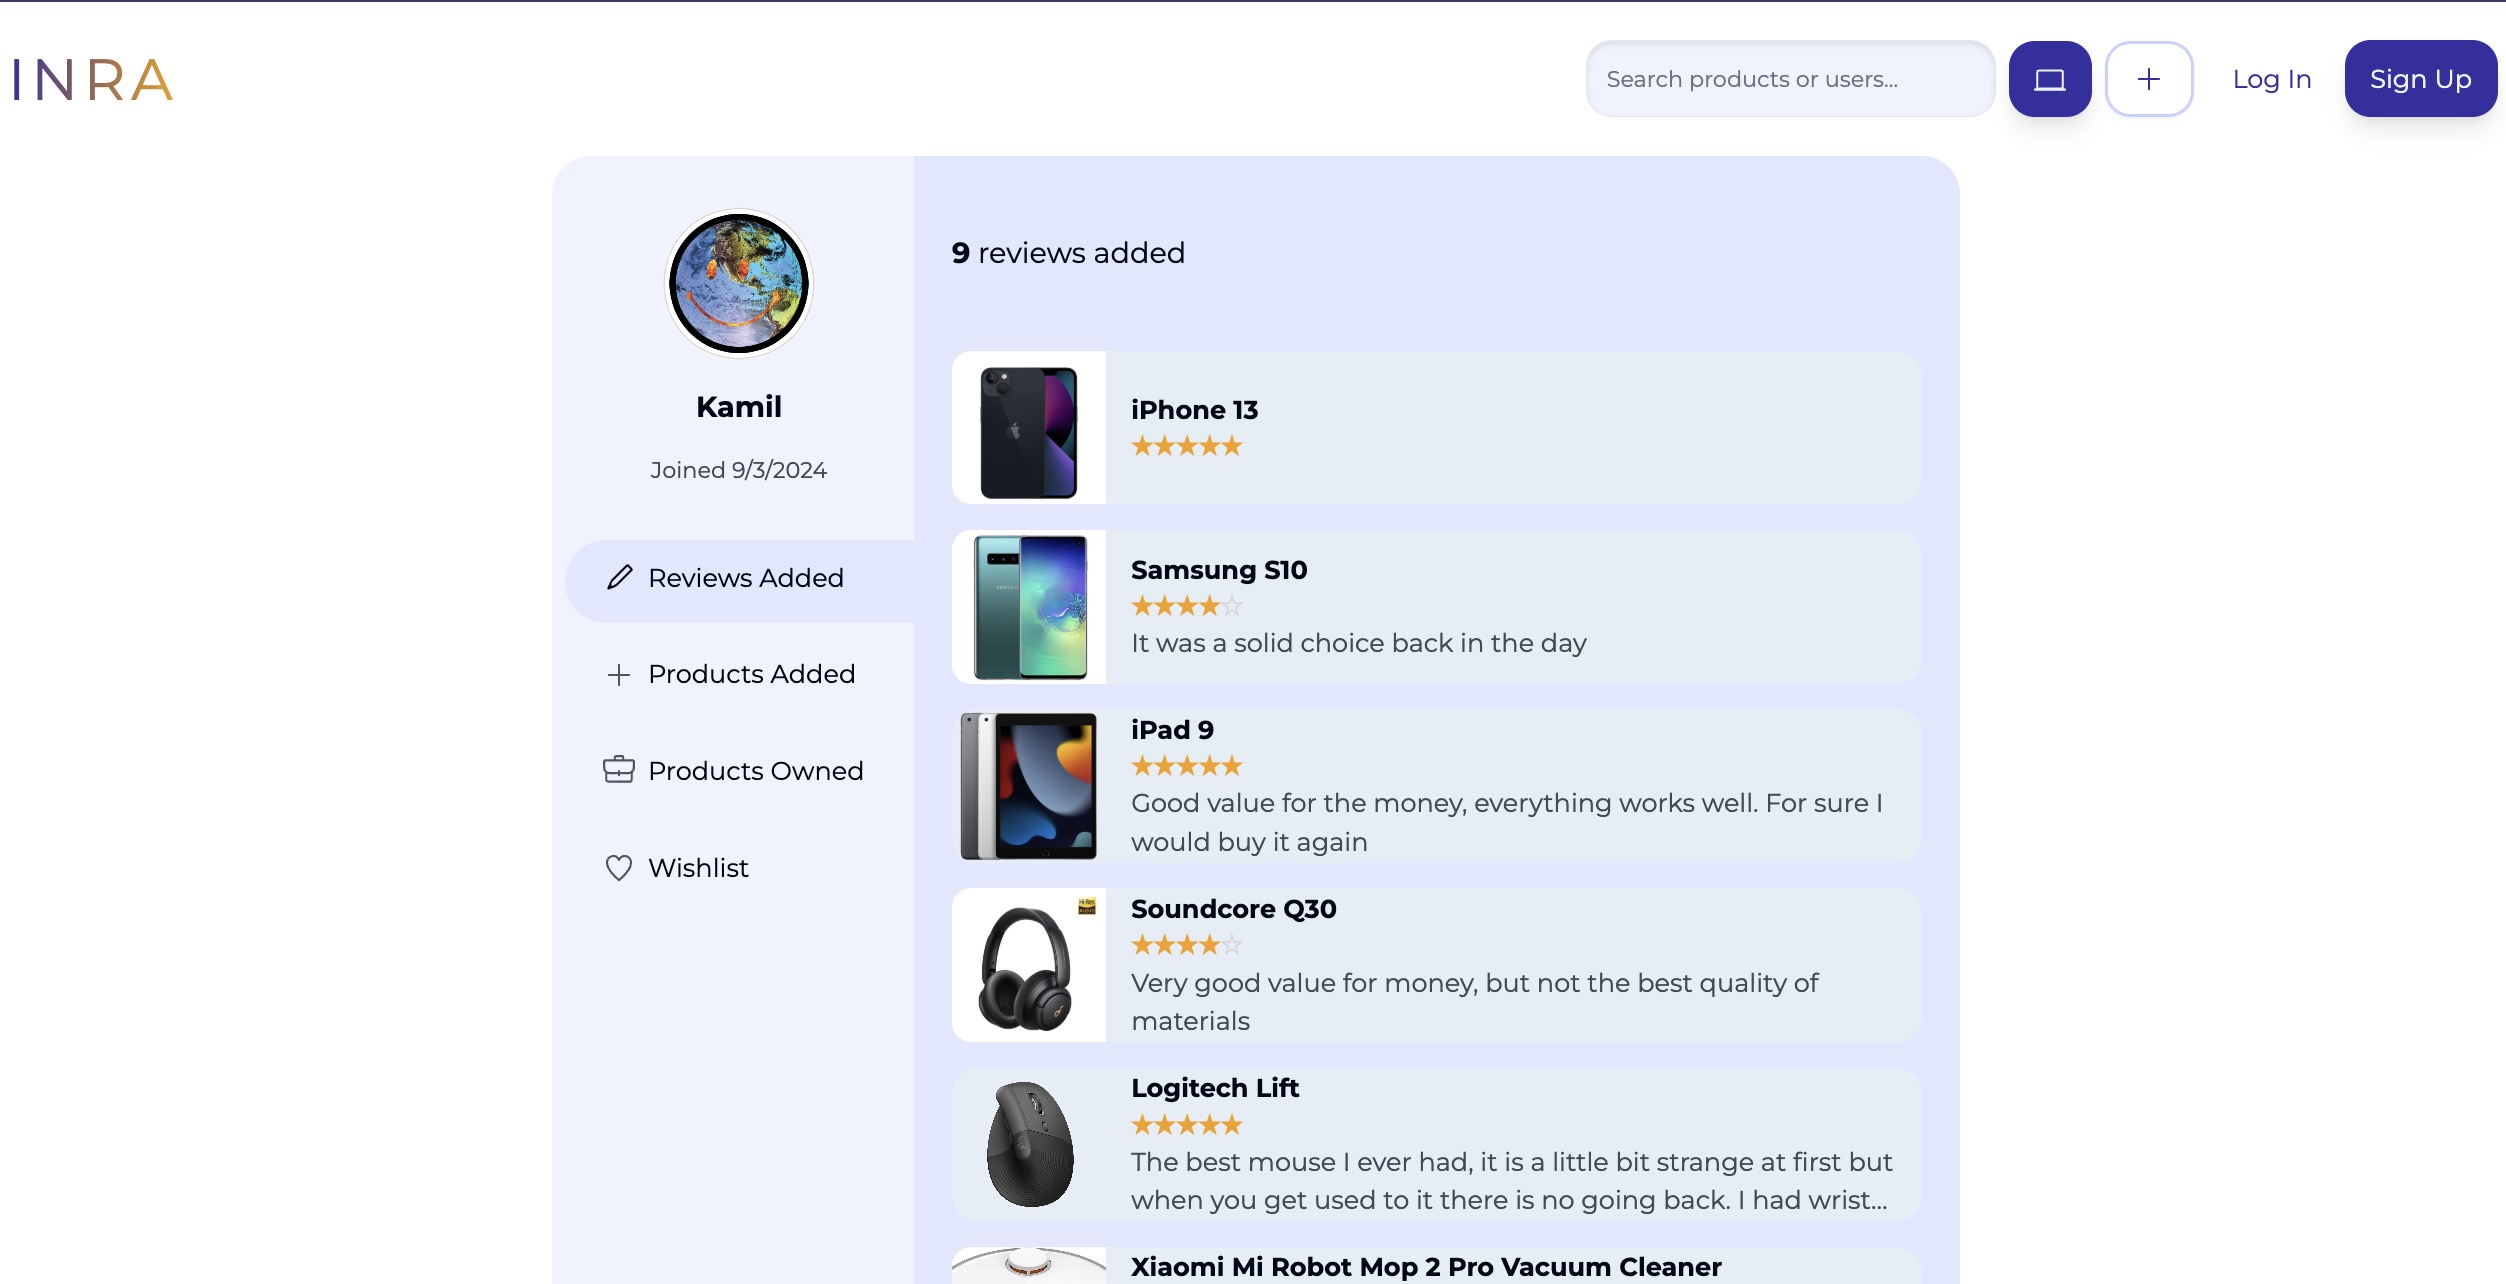 INRA
Search products or users...
Log In
Sign Up
Kamil
Joined 9/3/2024
Reviews Added
Products Added
Products Owned
Wishlist
9 reviews added
iPhone 13
Samsung S10
It was a solid choice back in the day
iPad 9
Good value for the money, everything works well. For sure I
would buy it again
Hi-Res
AUDIO
Soundcore Q30
Very good value for money, but not the best quality of
materials
Logitech Lift
The best mouse I ever had, it is a little bit strange at first but
when you get used to it there is no going back. I had wrist...
Xiaomi Mi Robot Mop 2 Pro Vacuum Cleaner